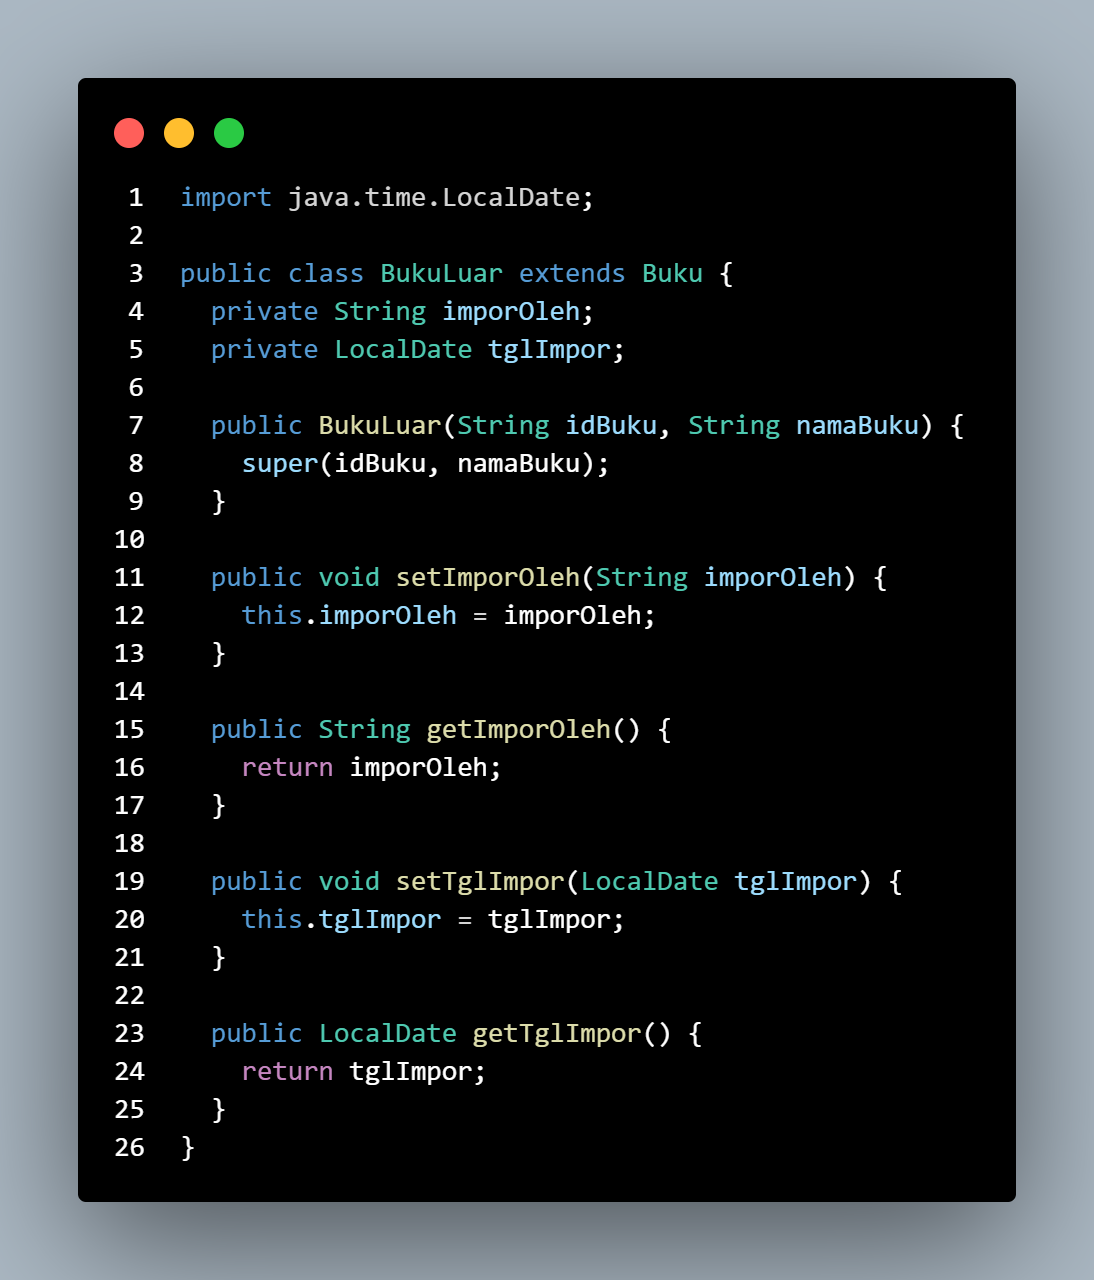 1 import java.time.LocalDate;
2
3 public class BukuLuar extends Buku {
4   private String imporOleh;
5   private LocalDate tglImpor;
6
7   public BukuLuar(String idBuku, String namaBuku) {
8     super(idBuku, namaBuku);
9   }
10
11   public void setImporOleh(String imporOleh) {
12     this.imporOleh = imporOleh;
13   }
14
15   public String getImporOleh() {
16     return imporOleh;
17   }
18
19   public void setTglImpor(LocalDate tglImpor) {
20     this.tglImpor = tglImpor;
21   }
22
23   public LocalDate getTglImpor() {
24     return tglImpor;
25   }
26 }